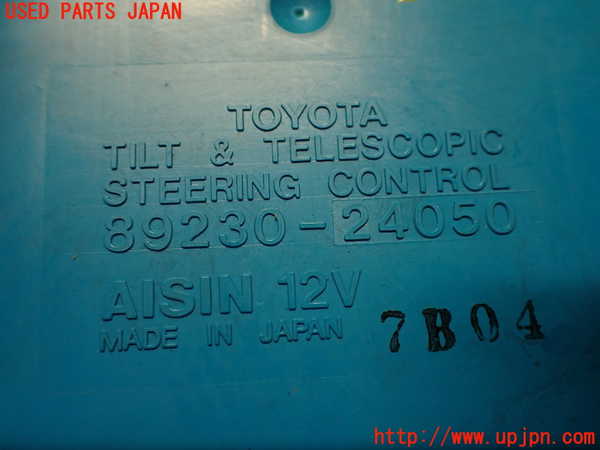 USED PARTS JAPAN
TOYOTA
TILT & TELESCOPIC
STEERING CONTROL
89230-24050
AISIN 12V
MADE IN JAPAN
7B04
http://www.upjpn.com/